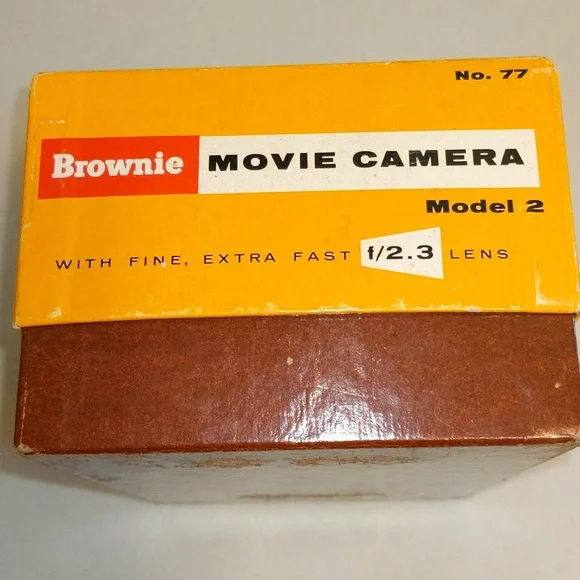 No. 77
Brownie MOVIE CAMERA
Model 2
WITH FINE, EXTRA FAST f/2.3 LENS